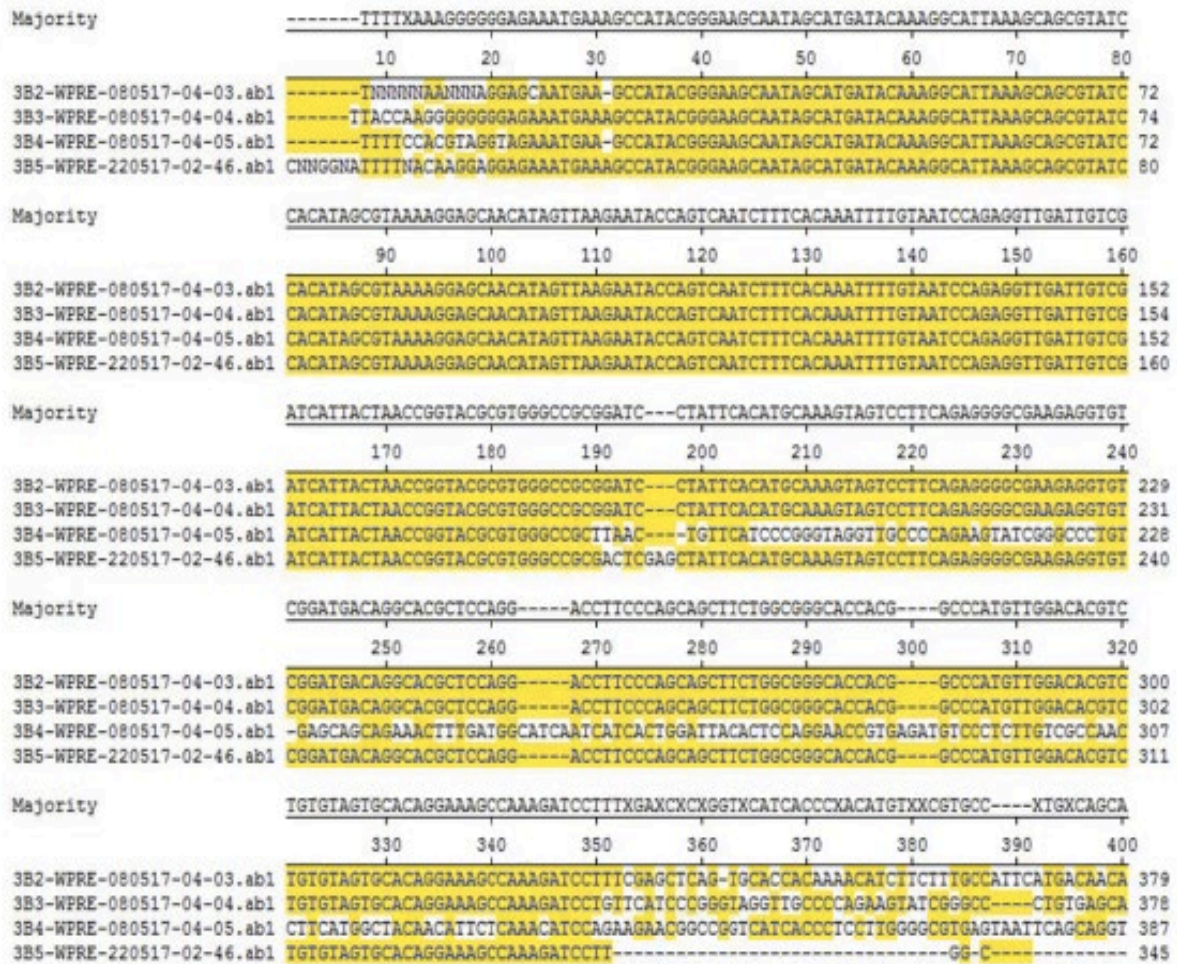 Majority -------TTTTXAAAGGGGGGAGAAATGAAAGCCATACGGGAAGCAATAGCATGATACAAAGGCATTAAAGCAGCGTATC
10 20 30 40 50 60 70 80
3B2-WPRE-080517-04-03.ab1 -------TNNNNNAANNNAGGAGCAATGAA-GCCATACGGGAAGCAATAGCATGATACAAAGGCATTAAAGCAGCGTATC 72
3B3-WPRE-080517-04-04.ab1 ------TTACCAAGGGGGGGGAGAAATGAAAGCCATACGGGAAGCAATAGCATGATACAAAGGCATTAAAGCAGCGTATC 74
3B4-WPRE-080517-04-05.ab1 -------TTTTCCACGTAGGTAGAAATGAA-GCCATACGGGAAGCAATAGCATGATACAAAGGCATTAAAGCAGCGTATC 72
3B5-WPRE-220517-02-46.ab1 CNNGGNATTTTNACAAGGAGGAGAAATGAAAGCCATACGGGAAGCAATAGCATGATACAAAGGCATTAAAGCAGCGTATC 80
Majority CACATAGCGTAAAAGGAGCAACATAGTTAAGAATACCAGTCAATCTTTCACAAATTTTGTAATCCAGAGGTTGATTGTCG
90 100 110 120 130 140 150 160
3B2-WPRE-080517-04-03.ab1 CACATAGCGTAAAAGGAGCAACATAGTTAAGAATACCAGTCAATCTTTCACAAATTTTGTAATCCAGAGGTTGATTGTCG 152
3B3-WPRE-080517-04-04.ab1 CACATAGCGTAAAAGGAGCAACATAGTTAAGAATACCAGTCAATCTTTCACAAATTTTGTAATCCAGAGGTTGATTGTCG 154
3B4-WPRE-080517-04-05.ab1 CACATAGCGTAAAAGGAGCAACATAGTTAAGAATACCAGTCAATCTTTCACAAATTTTGTAATCCAGAGGTTGATTGTCG 152
3B5-WPRE-220517-02-46.ab1 CACATAGCGTAAAAGGAGCAACATAGTTAAGAATACCAGTCAATCTTTCACAAATTTTGTAATCCAGAGGTTGATTGTCG 160
Majority ATCATTACTAACCGGTACGCGTGGGCCGCGGATC---CTATTCACATGCAAAGTAGTCCTTCAGAGGGGCGAAGAGGTGT
170 180 190 200 210 220 230 240
3B2-WPRE-080517-04-03.ab1 ATCATTACTAACCGGTACGCGTGGGCCGCGGATC---CTATTCACATGCAAAGTAGTCCTTCAGAGGGGCGAAGAGGTGT 229
3B3-WPRE-080517-04-04.ab1 ATCATTACTAACCGGTACGCGTGGGCCGCGGATC---CTATTCACATGCAAAGTAGTCCTTCAGAGGGGCGAAGAGGTGT 231
3B4-WPRE-080517-04-05.ab1 ATCATTACTAACCGGTACGCGTGGGCCGCTTAAC----TGTTCATCCCGGGTAGGTTGCCCCAGAAGTATCGGGCCCTGT 228
3B5-WPRE-220517-02-46.ab1 ATCATTACTAACCGGTACGCGTGGGCCGCGACTCGAGCTATTCACATGCAAAGTAGTCCTTCAGAGGGGCGAAGAGGTGT 240
Majority CGGATGACAGGCACGCTCCAGG-----ACCTTCCCAGCAGCTTCTGGCGGGCACCACG----GCCCATGTTGGACACGTC
250 260 270 280 290 300 310 320
3B2-WPRE-080517-04-03.ab1 CGGATGACAGGCACGCTCCAGG-----ACCTTCCCAGCAGCTTCTGGCGGGCACCACG----GCCCATGTTGGACACGTC 300
3B3-WPRE-080517-04-04.ab1 CGGATGACAGGCACGCTCCAGG-----ACCTTCCCAGCAGCTTCTGGCGGGCACCACG----GCCCATGTTGGACACGTC 302
3B4-WPRE-080517-04-05.ab1 -GAGCAGCAGAAACTTTGATGGCATCAATCATCACTGGATTACACTCCAGGAACCGTGAGATGTCCCTCTTGTCGCCAAC 307
3B5-WPRE-220517-02-46.ab1 CGGATGACAGGCACGCTCCAGG-----ACCTTCCCAGCAGCTTCTGGCGGGCACCACG----GCCCATGTTGGACACGTC 311
Majority TGTGTAGTGCACAGGAAAGCCAAAGATCCTTTXGAXCXCXGGTXCATCACCCXACATGTXXCGTGCC----XTGXCAGCA
330 340 350 360 370 380 390 400
3B2-WPRE-080517-04-03.ab1 TGTGTAGTGCACAGGAAAGCCAAAGATCCTTTCGAGCTCAG-TGCACCACAAAACATCTTCTTTGCCATTCATGACAACA 379
3B3-WPRE-080517-04-04.ab1 TGTGTAGTGCACAGGAAAGCCAAAGATCCTGTTCATCCCGGGTAGGTTGCCCCAGAAGTATCGGGCC----CTGTGAGCA 378
3B4-WPRE-080517-04-05.ab1 CTTCATGGCTACAACATTCTCAAACATCCAGAAGAACGGCCGGTCATCACCCTCCTTGGGGCGTGAGTAATTCAGCAGGT 387
3B5-WPRE-220517-02-46.ab1 TGTGTAGTGCACAGGAAAGCCAAAGATCCTT--------------------------------GG-C---- 345